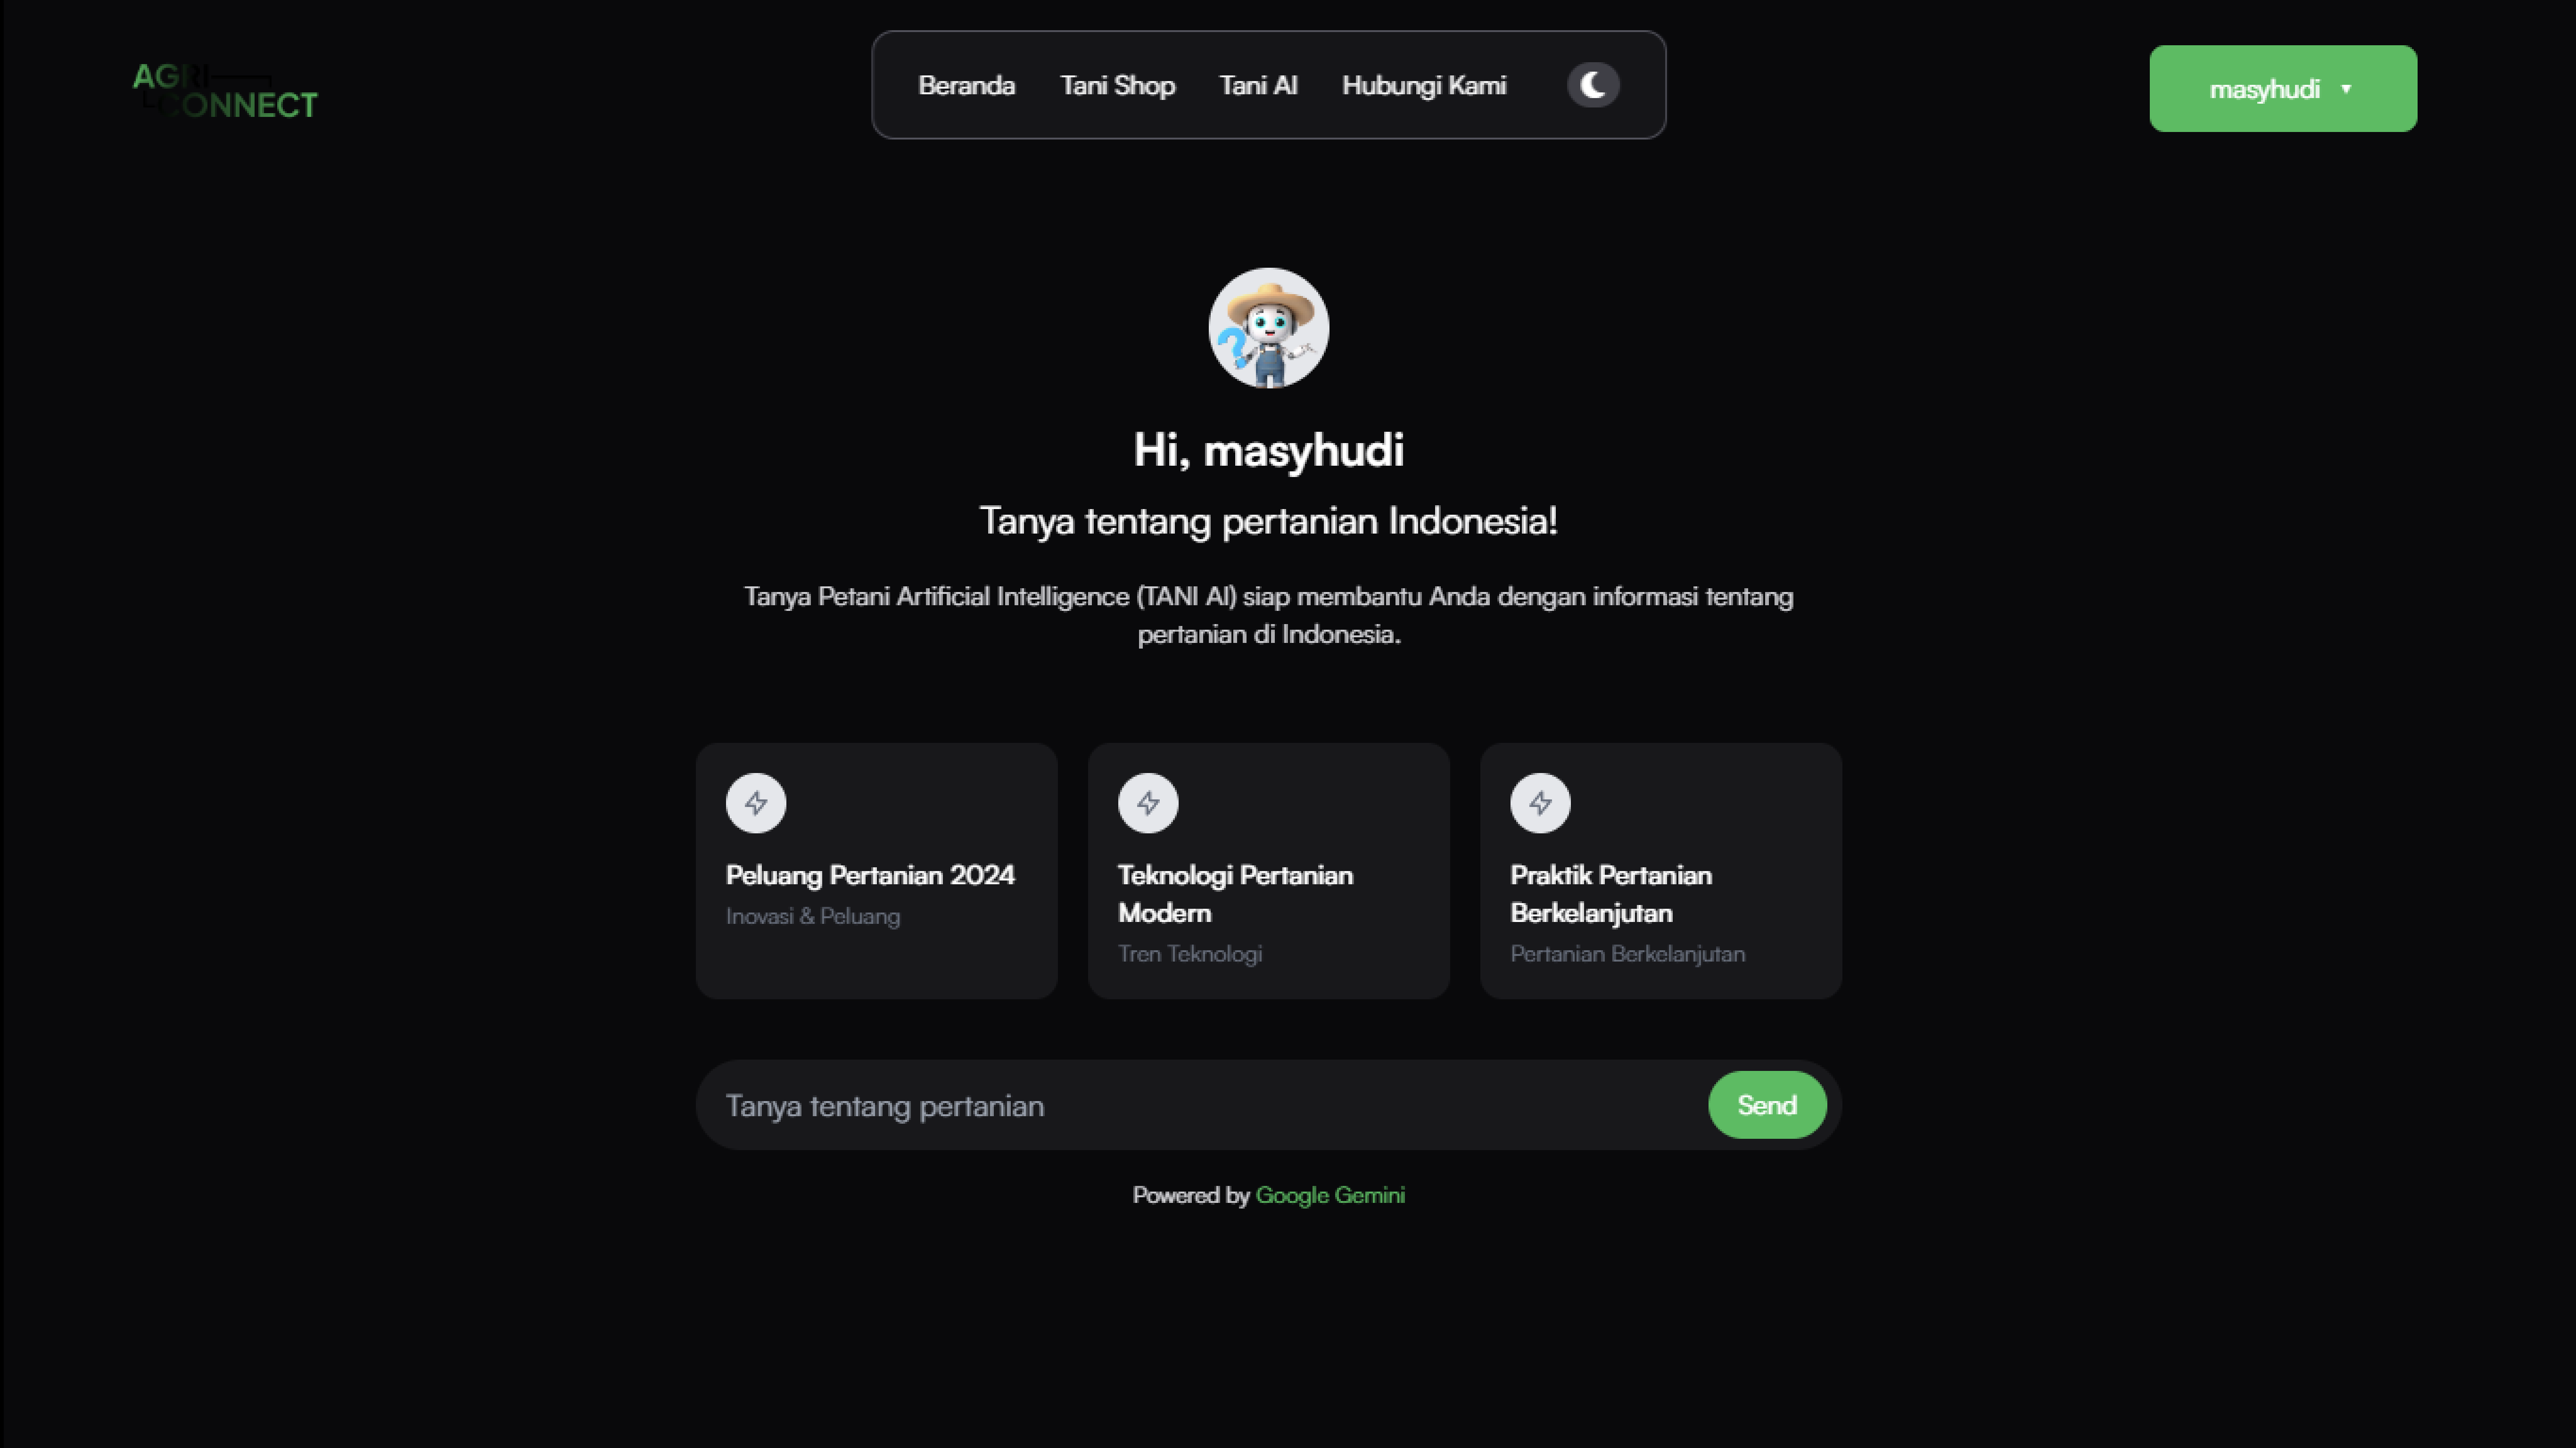 AGRI
CONNECT
Beranda
Tani Shop
Tani AI
Hubungi Kami
masyhudi
Hi, masyhudi
Tanya tentang pertanian Indonesia!
Tanya Petani Artificial Intelligence (TANI AI) siap membantu Anda dengan informasi tentang
pertanian di Indonesia.
Peluang Pertanian 2024
Inovasi & Peluang
Teknologi Pertanian
Modern
Tren Teknologi
Praktik Pertanian
Berkelanjutan
Pertanian Berkelanjutan
Tanya tentang pertanian
Send
Powered by Google Gemini